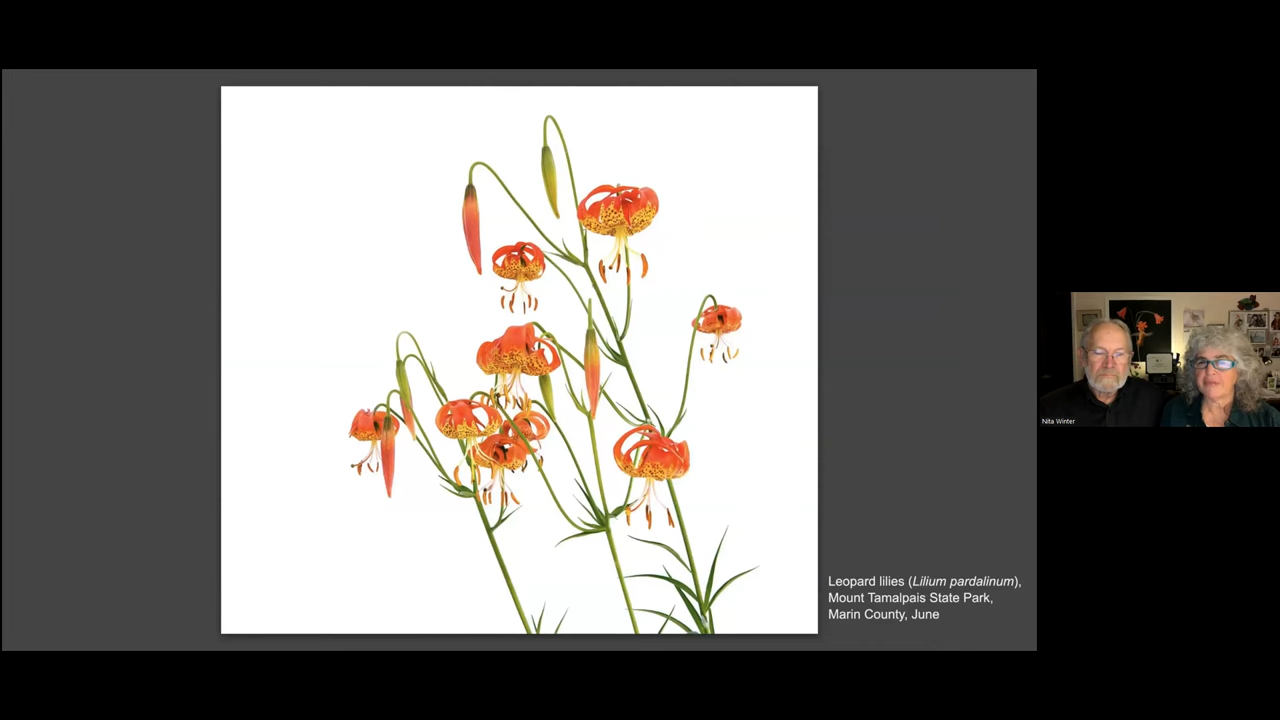 Leopard lilies (Lilium pardalinum),
Mount Tamalpais State Park,
Marin County, June
Nita Winter